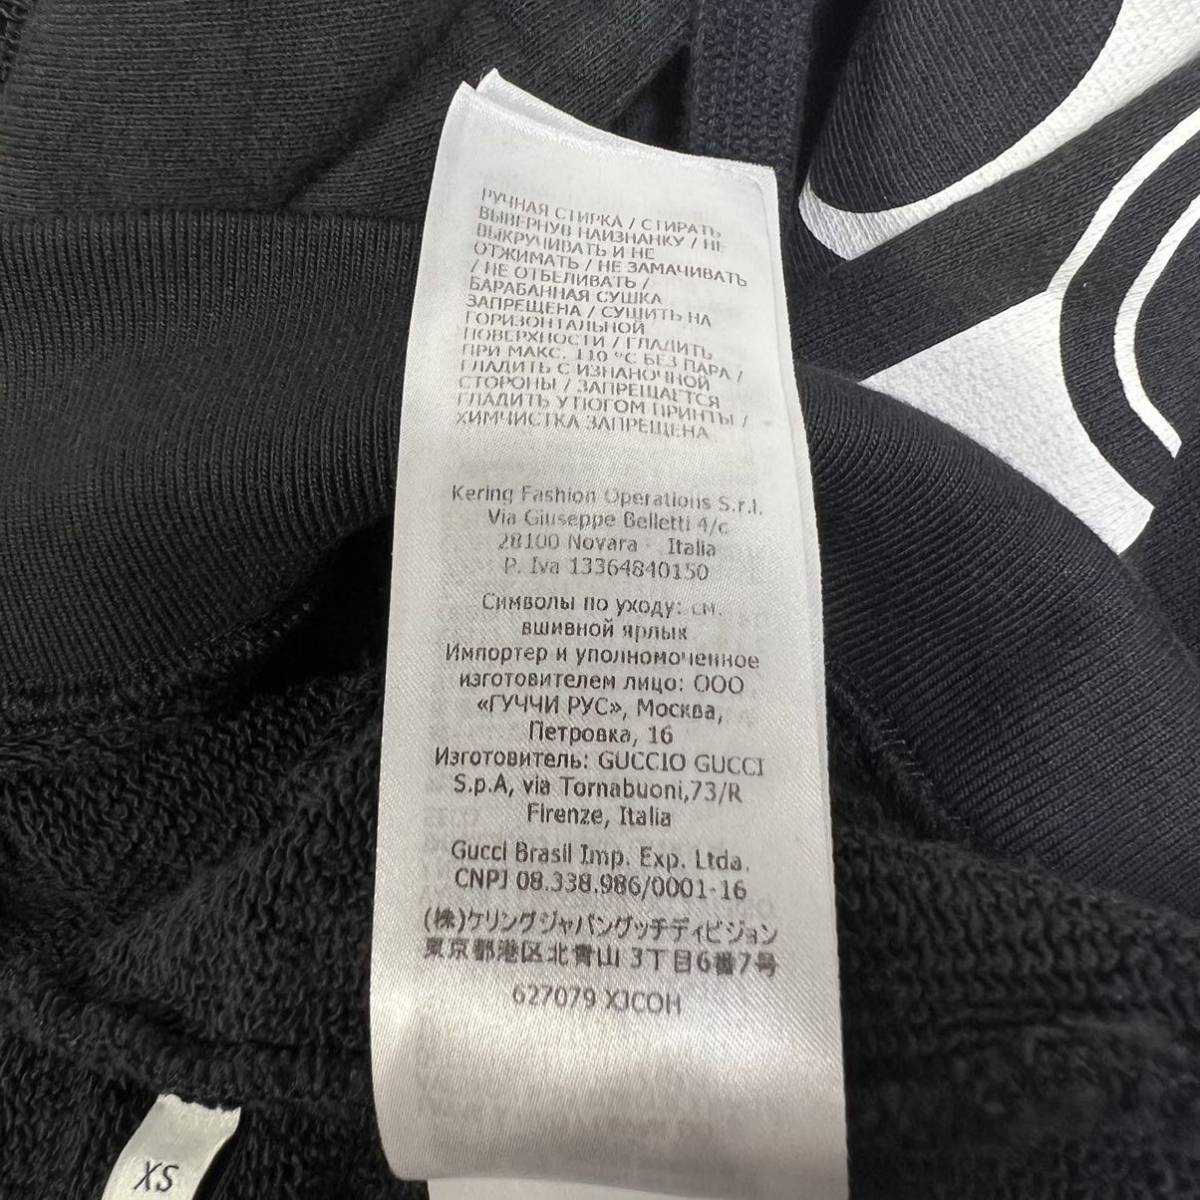 РУЧНАЯ СТИРКА / СТИРАТЬ
ВЫВЕРНУВ НАИЗНАНКУ / НЕ
ВЫКРУЧИВАТЬ И НЕ
ОТЖИМАТЬ / НЕ ЗАМАЧИВАТЬ
/ НЕ ОТБЕЛИВАТЬ /
БАРАБАННАЯ СУШКА
ЗАПРЕЩЕНА / СУШИТЬ НА
ГОРИЗОНТАЛЬНОЙ
ПОВЕРХНОСТИ / ГЛАДИТЬ
ПРИ МАКС. 110 °С БЕЗ ПАРА /
ГЛАДИТЬ С ИЗНАНОЧНОЙ
СТОРОНЫ / ЗАПРЕЩАЕТСЯ
ГЛАДИТЬ УТЮГОМ ПРИНТЫ /
ХИМЧИСТКА ЗАПРЕЩЕНА
Kering Fashion Operations S.r.l.
Via Giuseppe Belletti 4/c
28100 Novara - Italia
P. Iva 13364840150
Символы по уходу: см.
вшивной ярлык
Импортер и уполномоченное
изготовителем лицо: ООО
«ГУЧЧИ РУС», Москва,
Петровка, 16
Изготовитель: GUCCIO GUCCI
S.p.A, via Tornabuoni,73/R
Firenze, Italia
Gucci Brasil Imp. Exp. Ltda.
CNPJ 08.338.986/0001-16
(株)ケリングジャパングッチディビジョン
東京都港区北青山 3丁目6番7号
627079 XJCOH
XS